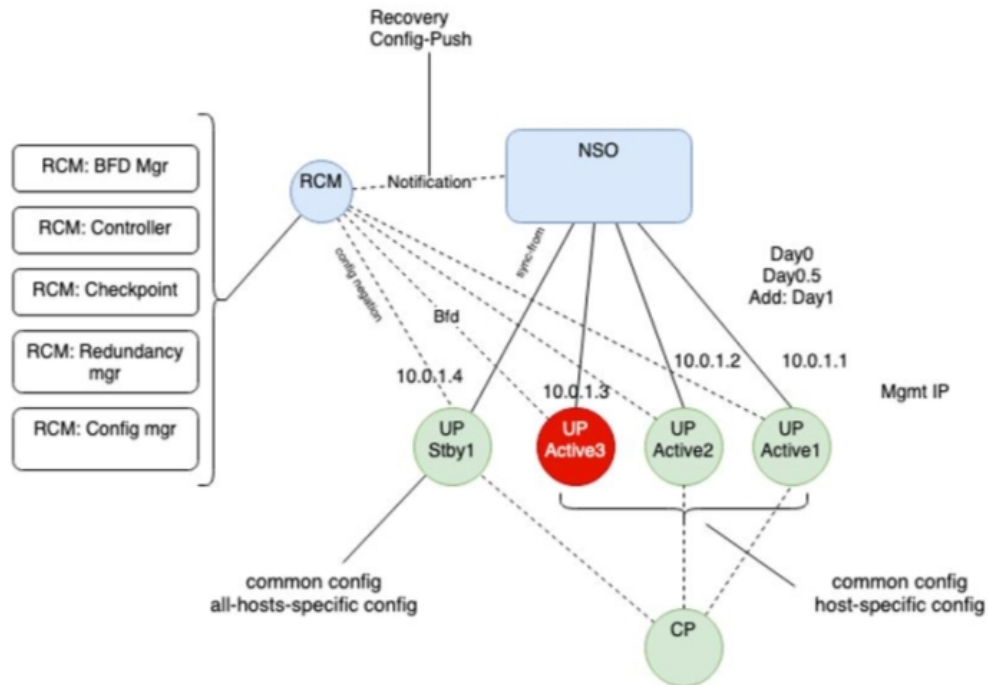 Recovery
Config-Push
NSO
RCM
Notification
RCM: BFD Mgr
RCM: Controller
RCM: Checkpoint
RCM: Redundancy
mgr
RCM: Config mgr
config negation
sync-from
Bfd
Day0
Day0.5
Add: Day1
10.0.1.4
10.0.1.3
10.0.1.2
10.0.1.1
Mgmt IP
UP
Stby1
UP
Active3
UP
Active2
UP
Active1
common config
all-hosts-specific config
common config
host-specific config
CP